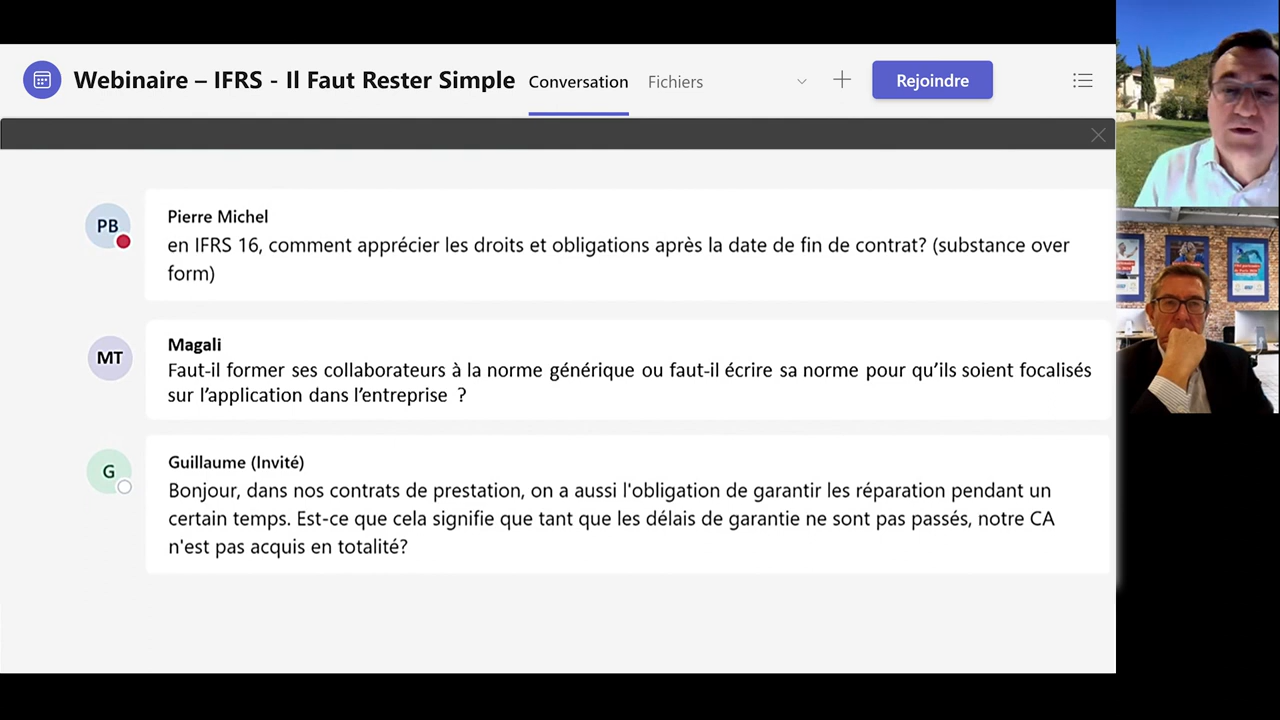 Webinaire – IFRS - Il Faut Rester Simple
Conversation
Fichiers
Rejoindre
PB
Pierre Michel
en IFRS 16, comment apprécier les droits et obligations après la date de fin de contrat? (substance over
form)
MT
Magali
Faut-il former ses collaborateurs à la norme générique ou faut-il écrire sa norme pour qu’ils soient focalisés
sur l’application dans l’entreprise ?
G
Guillaume (Invité)
Bonjour, dans nos contrats de prestation, on a aussi l'obligation de garantir les réparation pendant un
certain temps. Est-ce que cela signifie que tant que les délais de garantie ne sont pas passés, notre CA
n'est pas acquis en totalité?